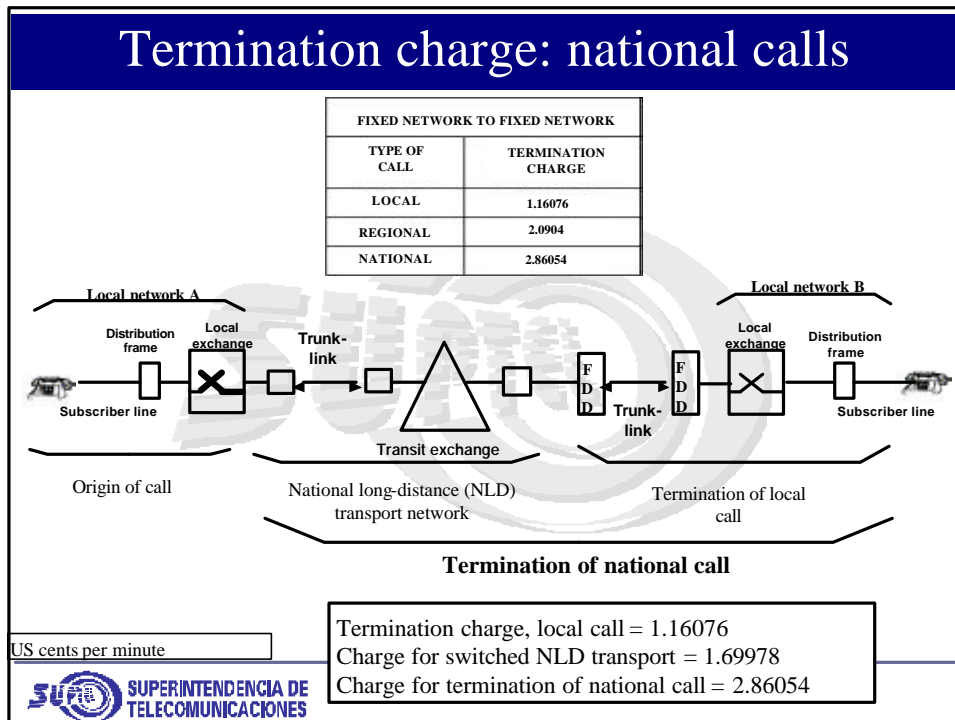 Termination charge: national calls
FIXED NETWORK TO FIXED NETWORK
TYPE OF
CALL
TERMINATION
CHARGE
LOCAL
1.16076
REGIONAL
2.0904
NATIONAL
2.86054
Local network A
Local network B
Distribution
frame
Local
exchange
Trunk-
link
F
D
D
F
D
D
Trunk-
link
Local
exchange
Distribution
frame
Subscriber line
Transit exchange
Subscriber line
Origin of call
National long-distance (NLD)
transport network
Termination of local
call
Termination of national call
US cents per minute
Termination charge, local call = 1.16076
Charge for switched NLD transport = 1.69978
Charge for termination of national call = 2.86054
SUPERINTENDENCIA DE
TELECOMUNICACIONES